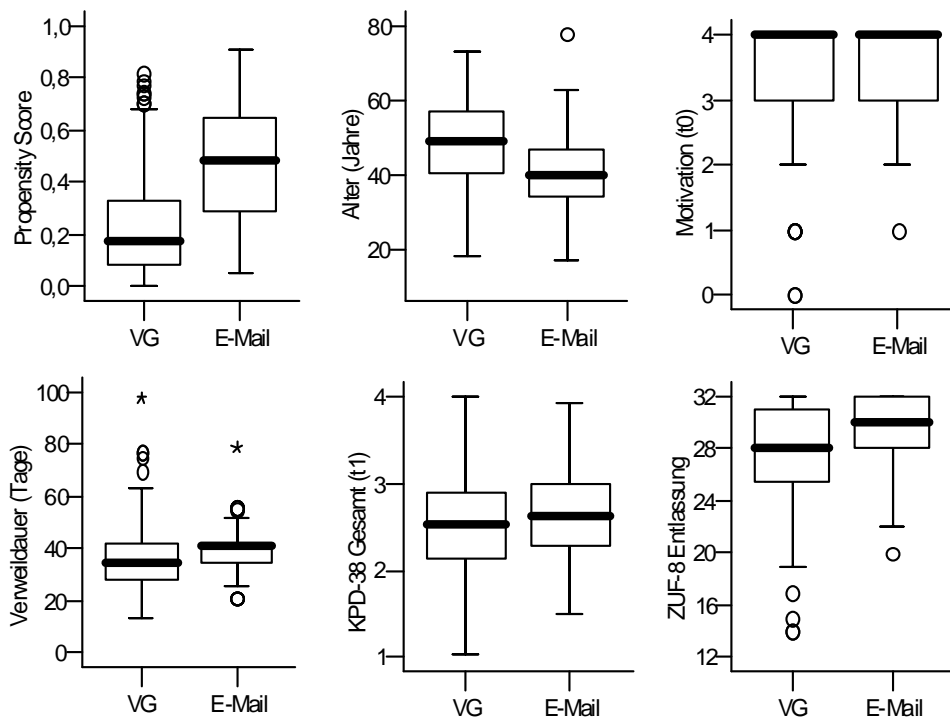 Propensity Score
1,0
0,8
0,6
0,4
0,2
0,0
VG
E-Mail
Alter (Jahre)
80
60
40
20
VG
E-Mail
Motivation (t0)
4
3
2
1
0
VG
E-Mail
Verweildauer (Tage)
100
80
60
40
20
0
VG
E-Mail
KPD-38 Gesamt (t1)
4
3
2
1
VG
E-Mail
ZUF-8 Entlassung
32
28
24
20
16
12
VG
E-Mail